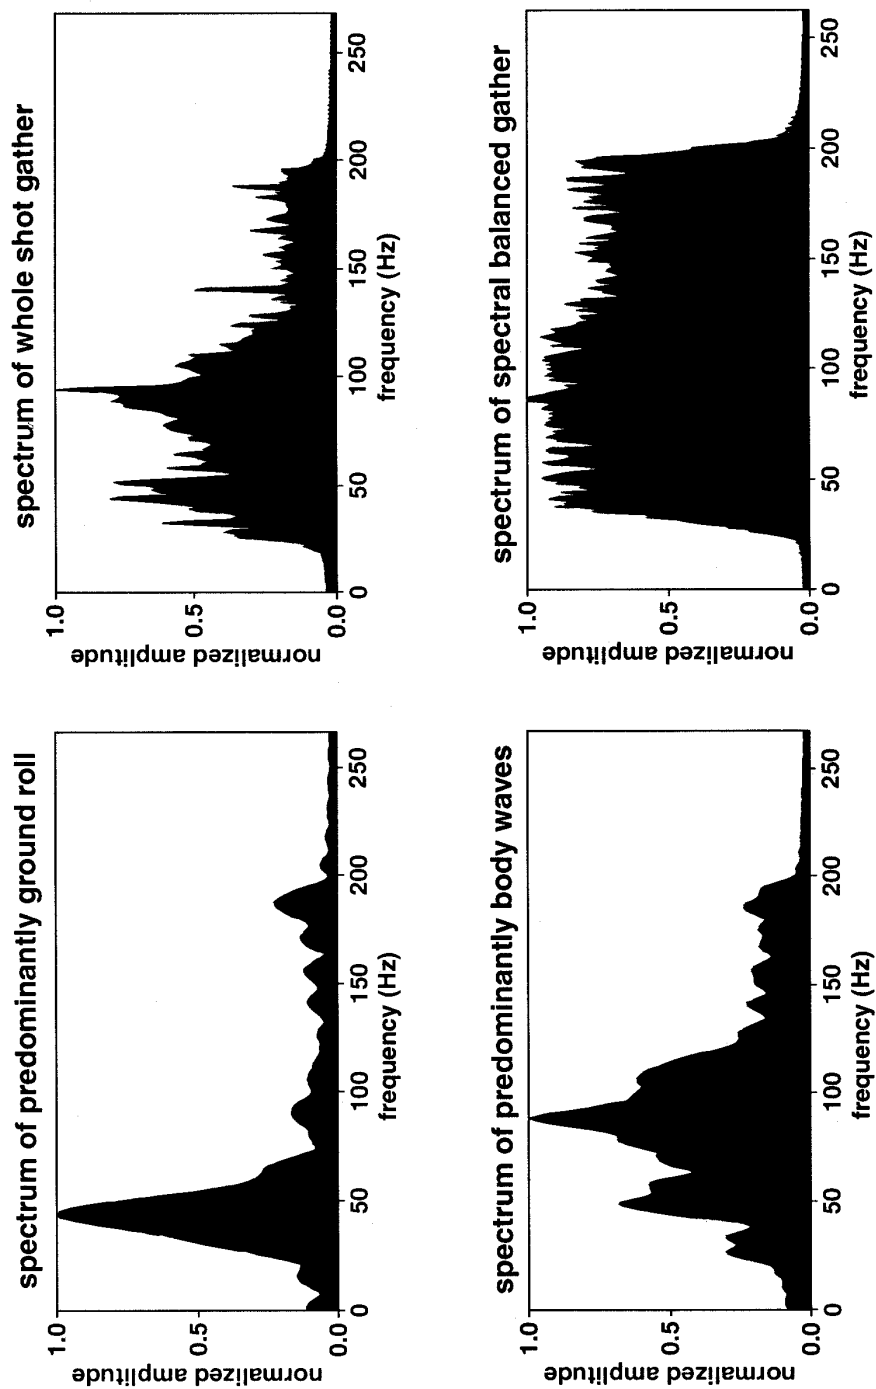 spectrum of predominantly ground roll
normalized amplitude
1.0
0.5
0.0
0 50 100 150 200 250
frequency (Hz)
spectrum of whole shot gather
normalized amplitude
1.0
0.5
0.0
0 50 100 150 200 250
frequency (Hz)
spectrum of predominantly body waves
normalized amplitude
1.0
0.5
0.0
0 50 100 150 200 250
frequency (Hz)
spectrum of spectral balanced gather
normalized amplitude
1.0
0.5
0.0
0 50 100 150 200 250
frequency (Hz)